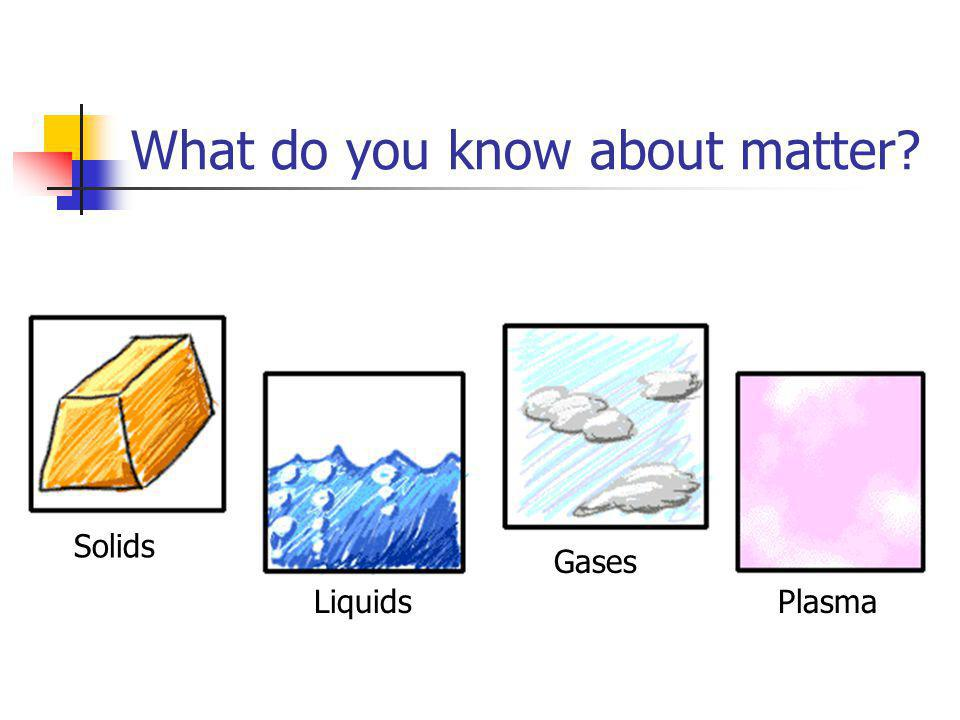 What do you know about matter?
Solids
Liquids
Gases
Plasma